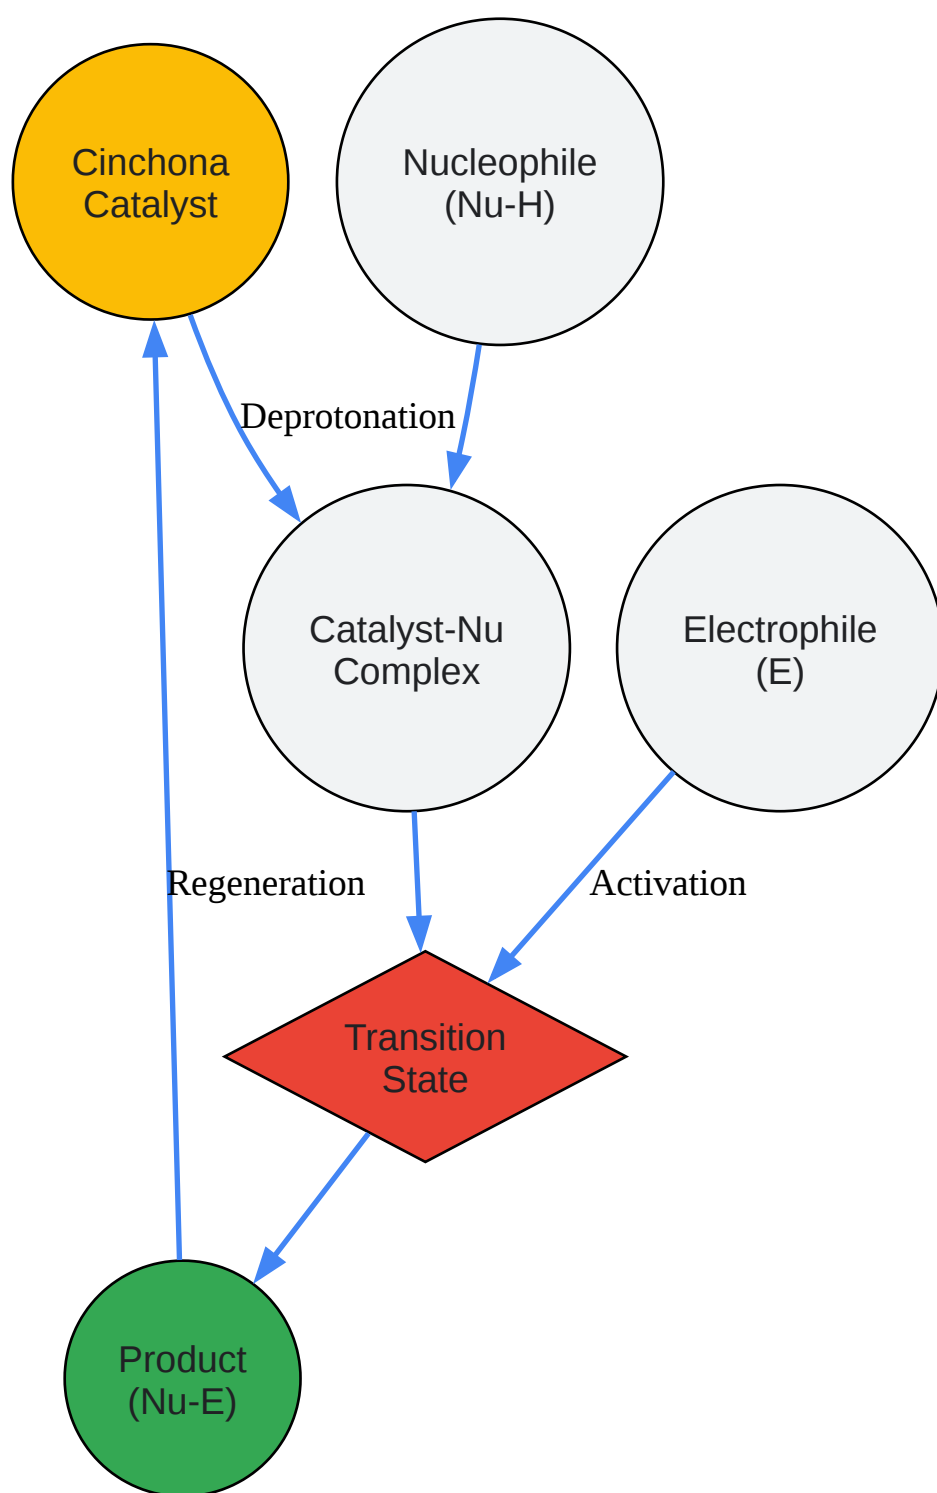 Cinchona
Catalyst
Nucleophile
(Nu-H)
Deprotonation
Catalyst-Nu
Complex
Electrophile
(E)
Regeneration
Activation
Transition
State
Product
(Nu-E)